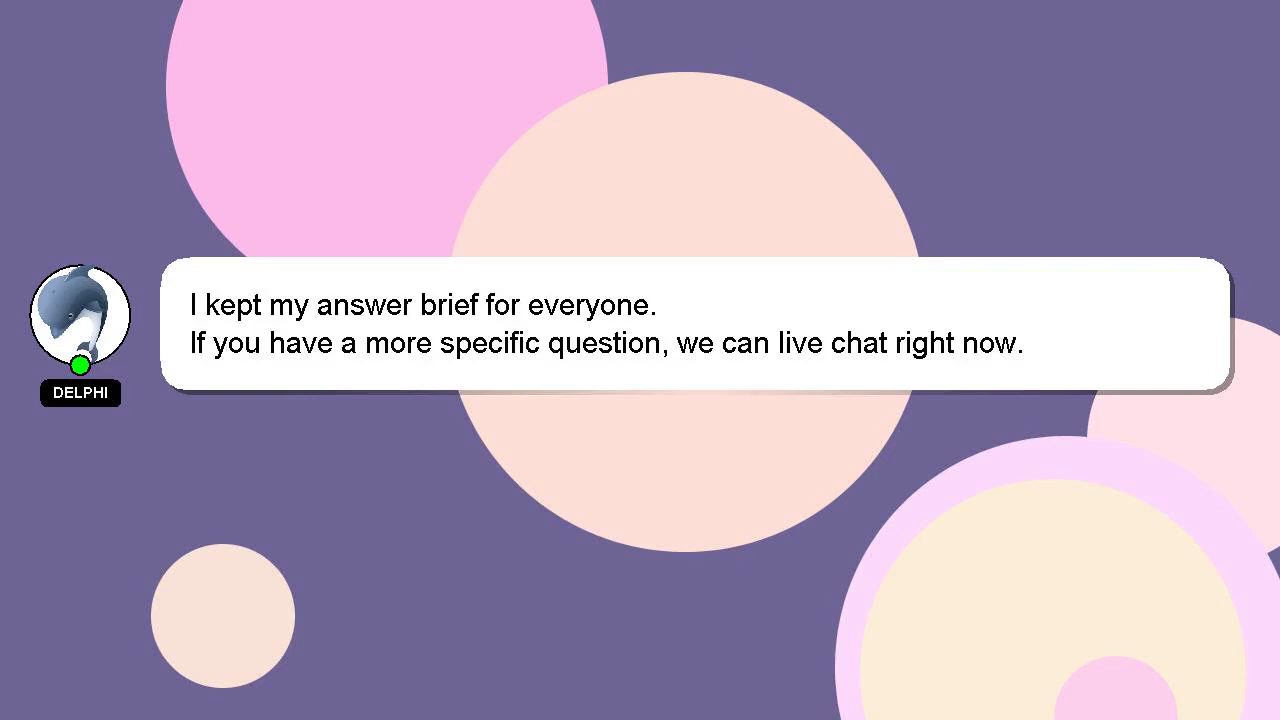 I kept my answer brief for everyone.
If you have a more specific question, we can live chat right now.
DELPHI